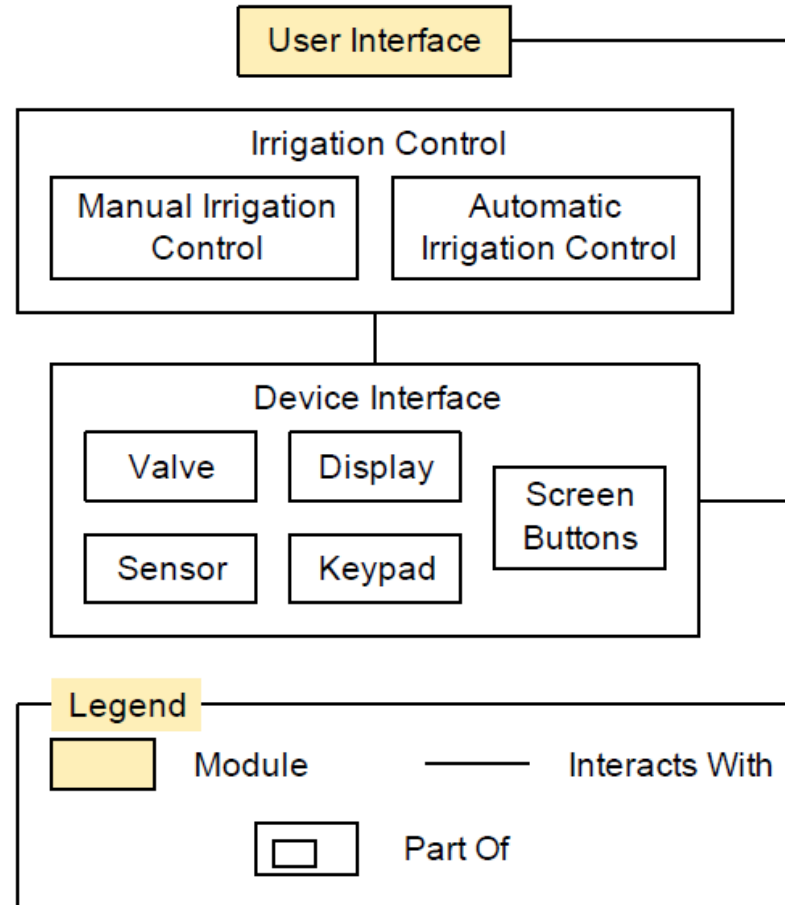 User Interface
Irrigation Control
Manual Irrigation
Control
Automatic
Irrigation Control
Device Interface
Valve
Display
Screen
Buttons
Sensor
Keypad
Legend
Module
Interacts With
Part Of